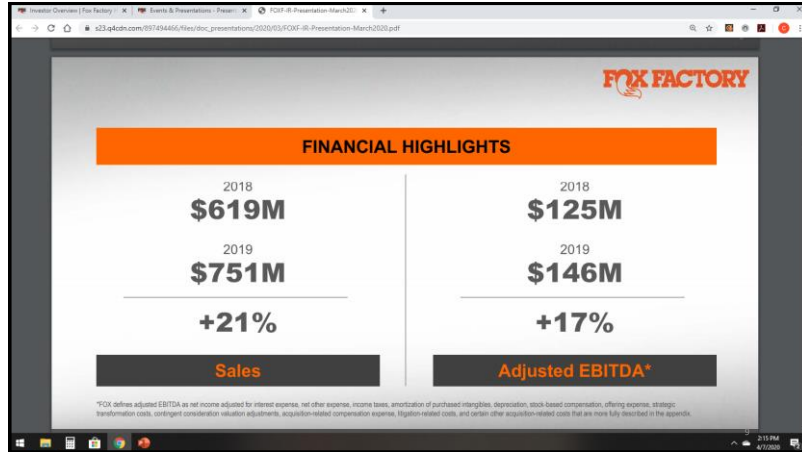 Investor Overview | Fox Factory
Events & Presentations - Presen
FOXF-IR-Presentation-March202
s23.q4cdn.com/897494466/files/doc_presentations/2020/03/FOXF-IR-Presentation-March2020.pdf
FOX FACTORY
FINANCIAL HIGHLIGHTS
2018
$619M
2019
$751M
+21%
Sales
2018
$125M
2019
$146M
+17%
Adjusted EBITDA*
*FOX defines adjusted EBITDA as net income adjusted for interest expense, net other expense, income taxes, amortization of purchased intangibles, depreciation, stock-based compensation, offering expense, strategic
transformation costs, contingent consideration valuation adjustments, acquisition-related compensation expense, litigation-related costs, and certain other acquisition-related costs that are more fully described in the appendix.
9
2:15 PM
4/7/2020